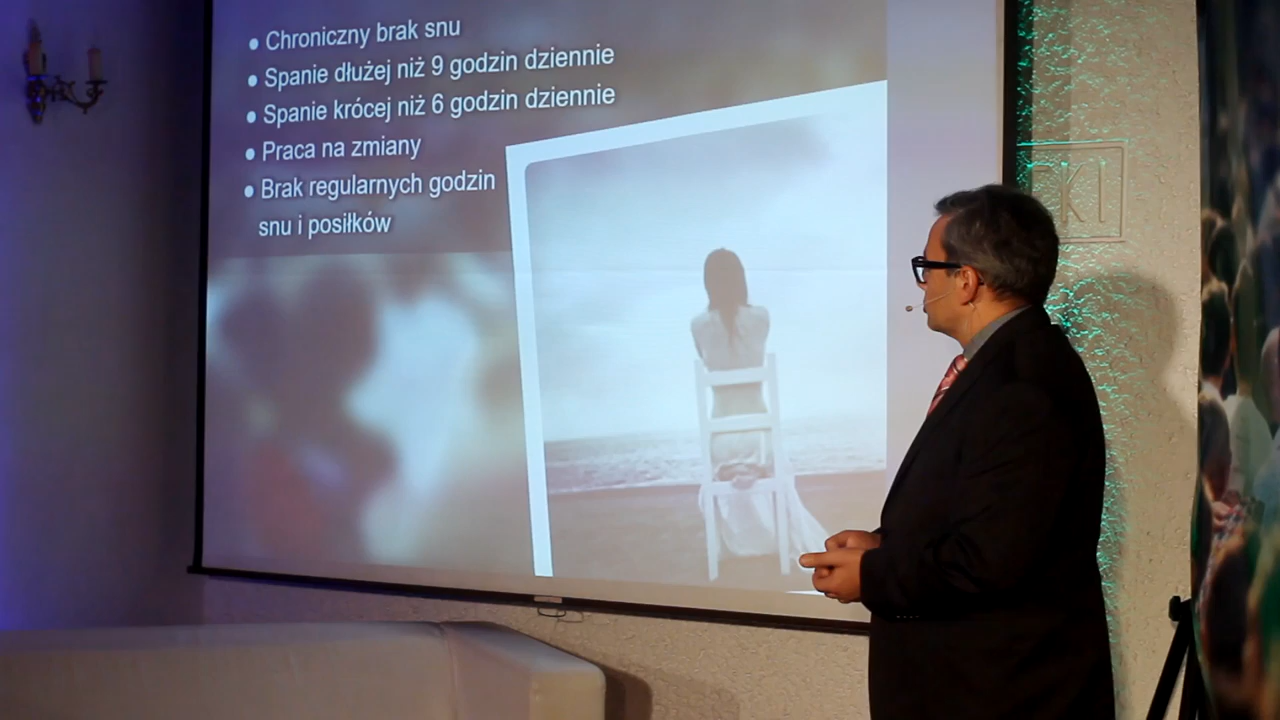 • Chroniczny brak snu
• Spanie dłużej niż 9 godzin dziennie
• Spanie krócej niż 6 godzin dziennie
• Praca na zmiany
• Brak regularnych godzin
snu i posiłków